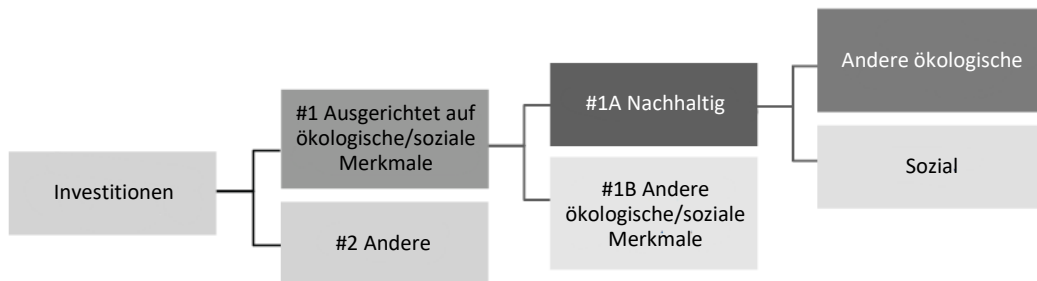 Investitionen
#1 Ausgerichtet auf
ökologische/soziale
Merkmale
#2 Andere
#1A Nachhaltig
#1B Andere
ökologische/soziale
Merkmale
Andere ökologische
Sozial